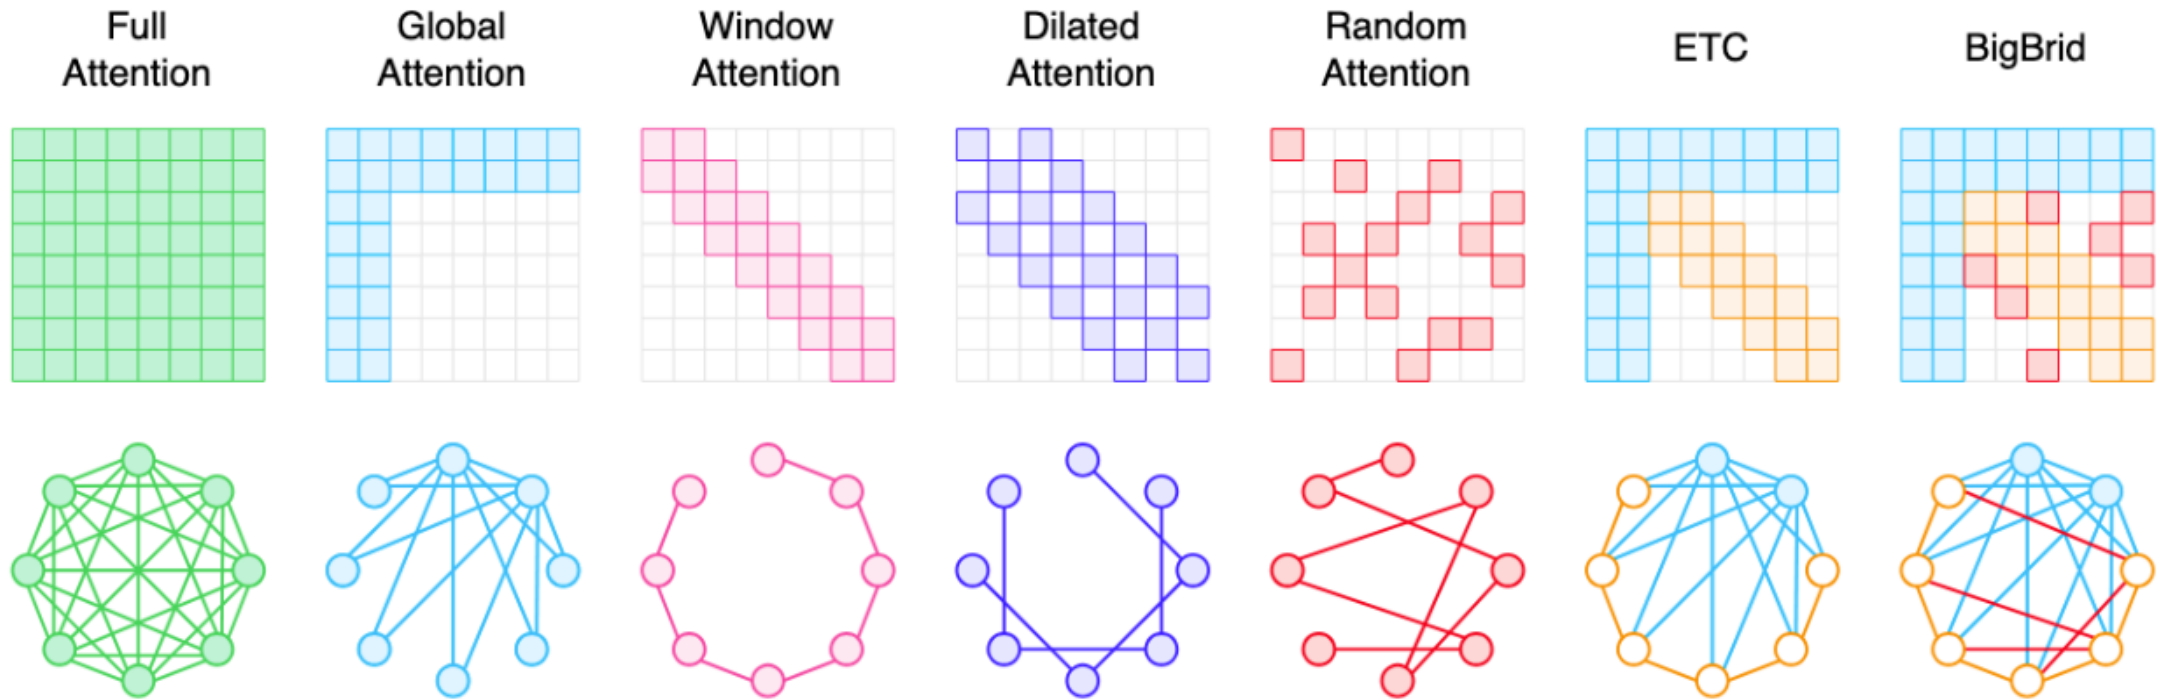 Full
Attention
Global
Attention
Window
Attention
Dilated
Attention
Random
Attention
ETC
BigBrid